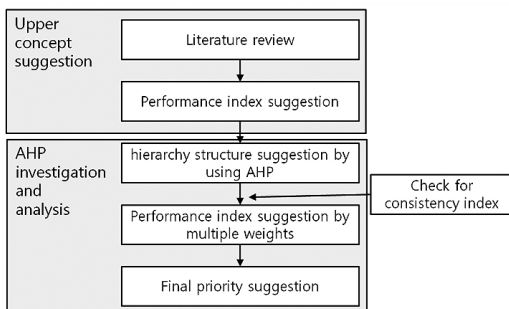 Upper
concept
suggestion
Literature review
Performance index suggestion
AHP
investigation
and
analysis
hierarchy structure suggestion by
using AHP
Check for
consistency index
Performance index suggestion by
multiple weights
Final priority suggestion